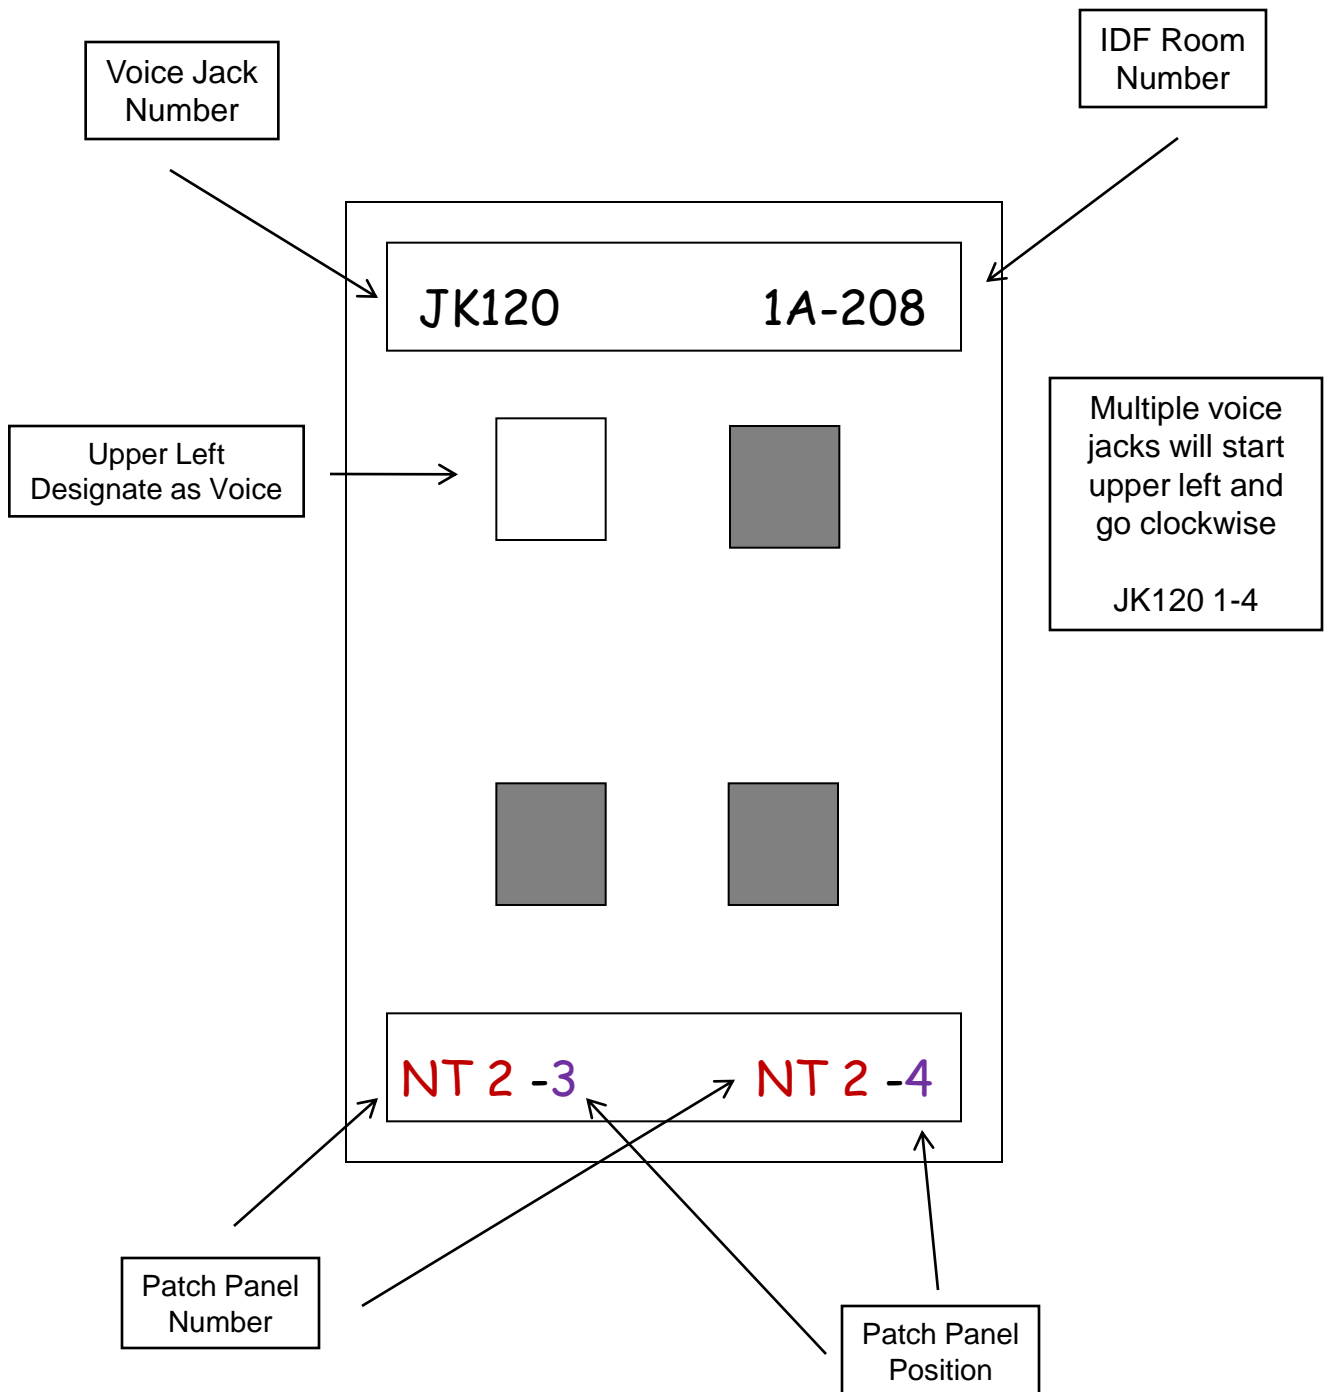 Voice Jack
Number
IDF Room
Number
JK120 1A-208
Upper Left
Designate as Voice
Multiple voice
jacks will start
upper left and
go clockwise
JK120 1-4
NT 2 -3 NT 2 -4
Patch Panel
Number
Patch Panel
Position